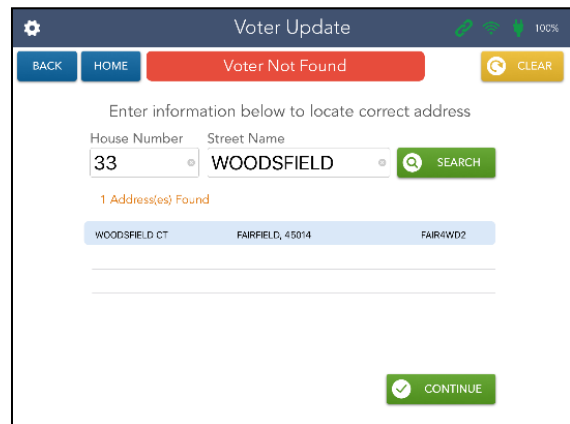 Voter Update
100%
BACK
HOME
Voter Not Found
CLEAR
Enter information below to locate correct address
House Number
Street Name
33
WOODSFIELD
SEARCH
1 Address(es) Found
WOODSFIELD CT
FAIRFIELD, 45014
FAIR4WD2
CONTINUE